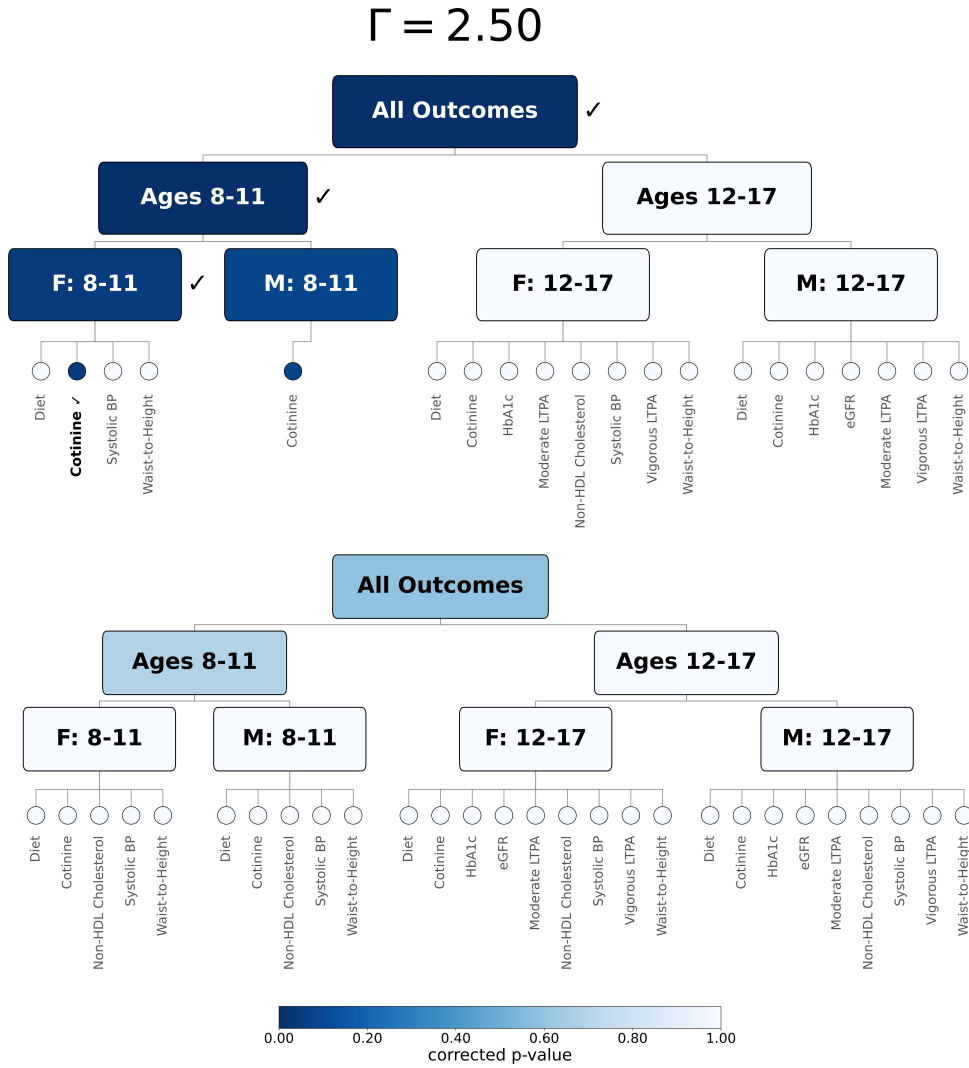 Γ = 2.50
All Outcomes ✓
Ages 8-11 ✓
Ages 12-17
F: 8-11 ✓
M: 8-11
F: 12-17
M: 12-17
Diet
Cotinine ✓
Systolic BP
Waist-to-Height
Cotinine
Diet
Cotinine
HbA1c
Moderate LTPA
Non-HDL Cholesterol
Systolic BP
Vigorous LTPA
Waist-to-Height
Diet
Cotinine
HbA1c
eGFR
Moderate LTPA
Vigorous LTPA
Waist-to-Height
All Outcomes
Ages 8-11
Ages 12-17
F: 8-11
M: 8-11
F: 12-17
M: 12-17
Diet
Cotinine
Non-HDL Cholesterol
Systolic BP
Waist-to-Height
Diet
Cotinine
Non-HDL Cholesterol
Systolic BP
Waist-to-Height
Diet
Cotinine
HbA1c
eGFR
Moderate LTPA
Non-HDL Cholesterol
Systolic BP
Vigorous LTPA
Waist-to-Height
Diet
Cotinine
HbA1c
eGFR
Moderate LTPA
Non-HDL Cholesterol
Systolic BP
Vigorous LTPA
Waist-to-Height
0.00 0.20 0.40 0.60 0.80 1.00
corrected p-value